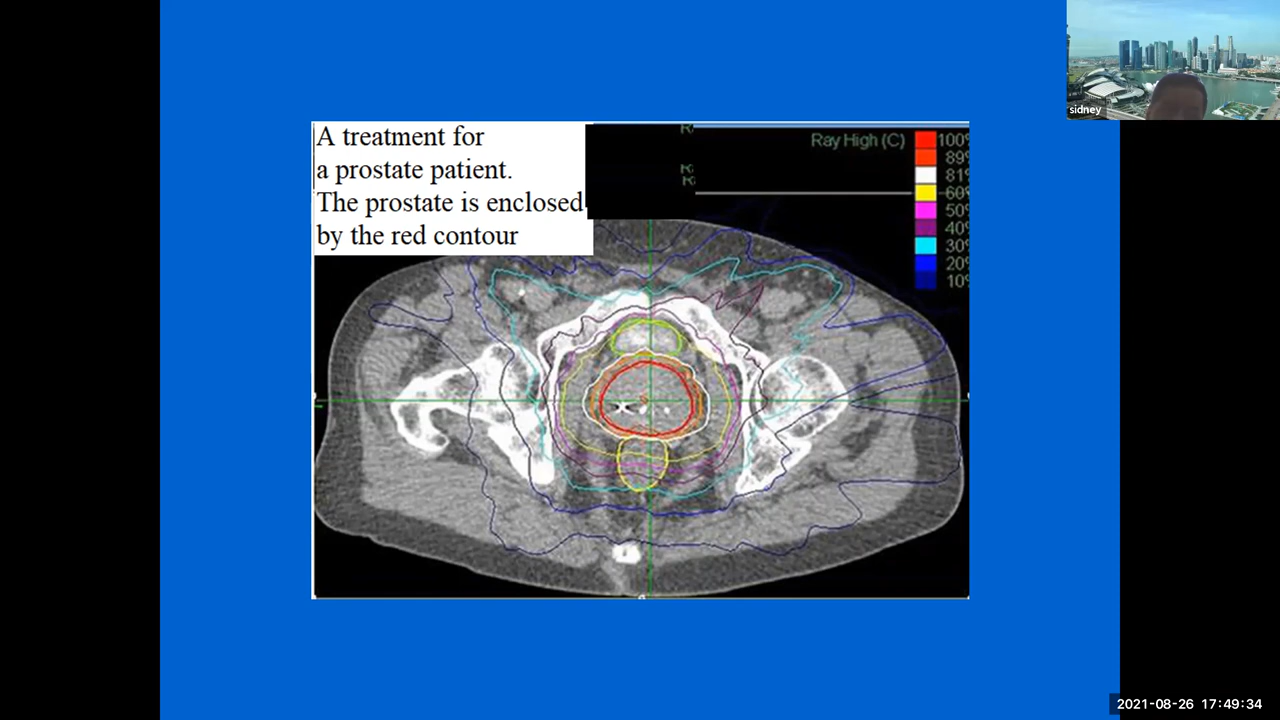 A treatment for
a prostate patient.
The prostate is enclosed
by the red contour
Ray High (C)
100%
89%
81%
60%
50%
40%
30%
20%
10%
sidney
2021-08-26 17:49:34